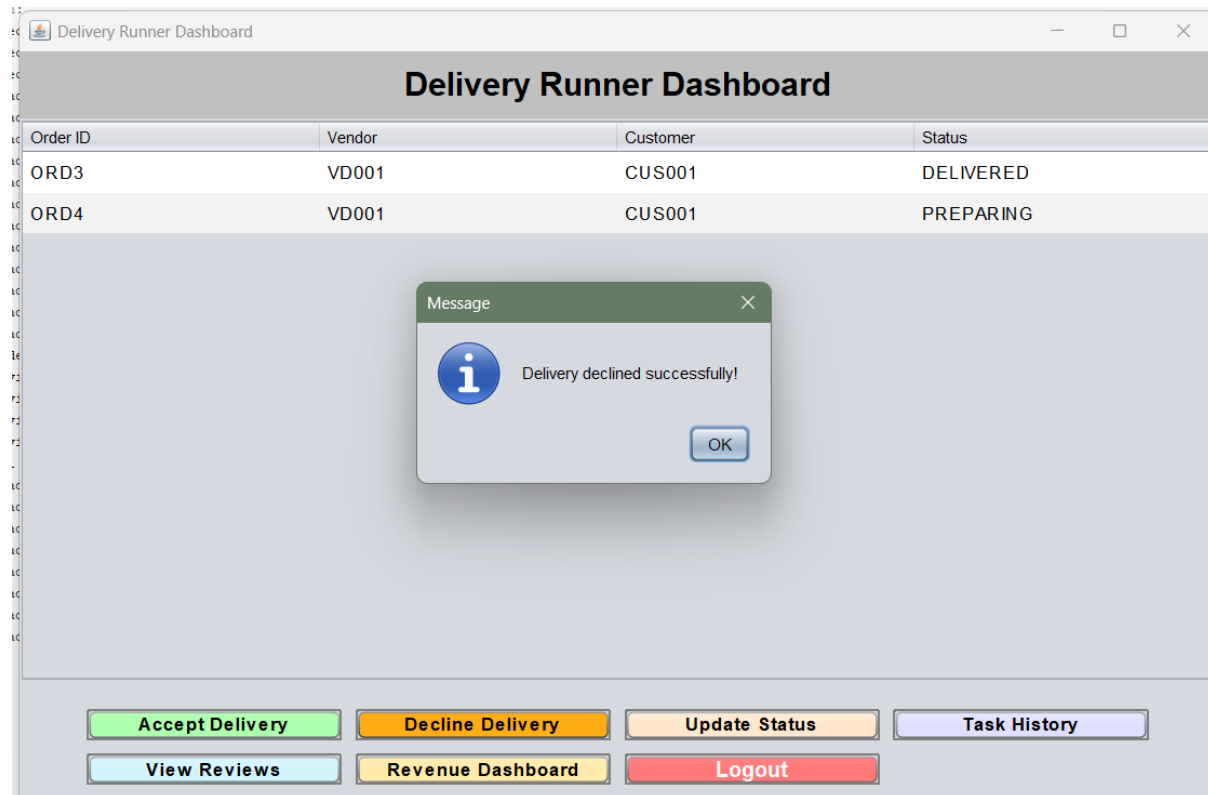 Delivery Runner Dashboard
Delivery Runner Dashboard
Order ID Vendor Customer Status
ORD3 VD001 CUS001 DELIVERED
ORD4 VD001 CUS001 PREPARING
Message
Delivery declined successfully!
OK
Accept Delivery Decline Delivery Update Status Task History
View Reviews Revenue Dashboard Logout